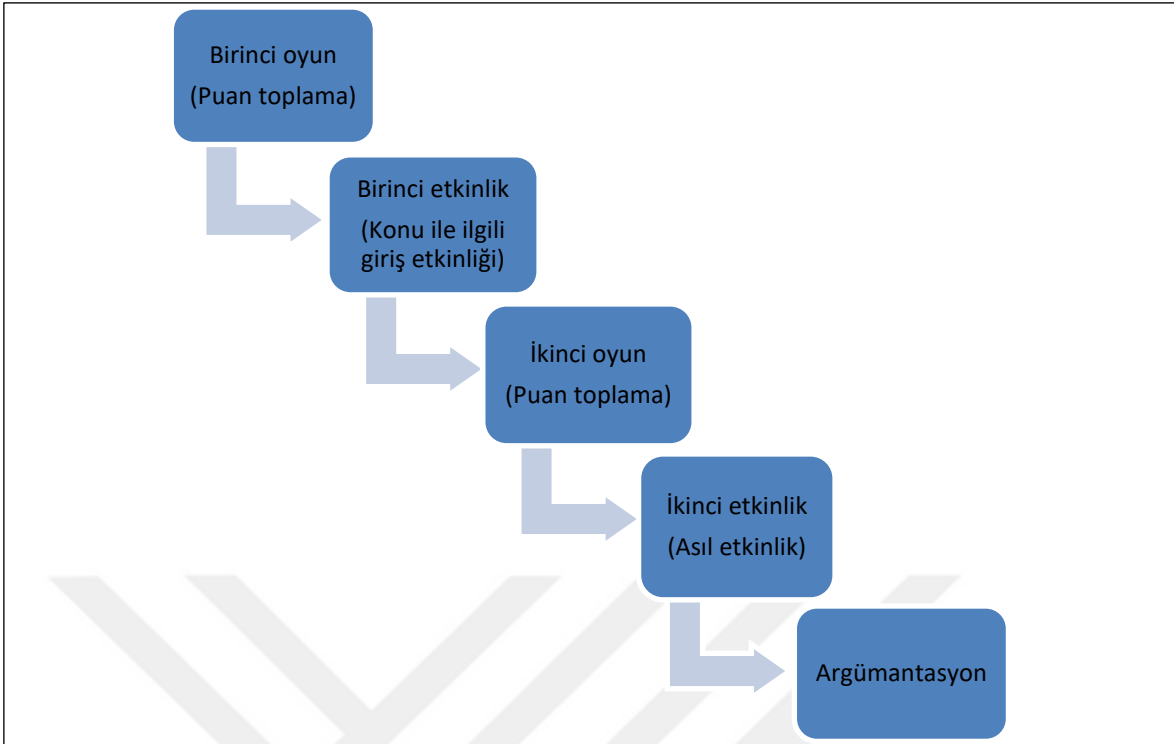 Birinci oyun
(Puan toplama)
Birinci etkinlik
(Konu ile ilgili
giriş etkinliği)
İkinci oyun
(Puan toplama)
İkinci etkinlik
(Asıl etkinlik)
Argümantasyon